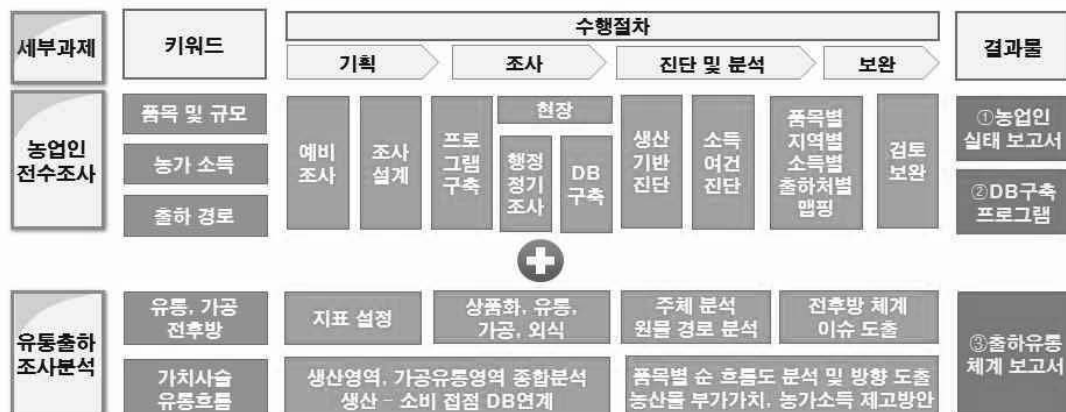 세부과제
키워드
수행절차
기획
조사
진단 및 분석
보완
결과물
농업인
전수조사
품목 및 규모
농가 소득
출하 경로
예비
조사
조사
설계
프로
그램
구축
현장
행정
정기
조사
DB
구축
생산
기반
진단
소득
여건
진단
품목별
지역별
소득별
출하처별
맵핑
검토
보완
①농업인
실태 보고서
②DB구축
프로그램
유통출하
조사분석
유통, 가공
전후방
가치사슬
유통흐름
지표 설정
상품화, 유통,
가공, 외식
주체 분석
원물 경로 분석
전후방 체계
이슈 도출
생산영역, 가공유통영역 종합분석
생산 – 소비 접점 DB연계
품목별 순 흐름도 분석 및 방향 도출
농산물 부가가치, 농가소득 제고방안
③출하유통
체계 보고서